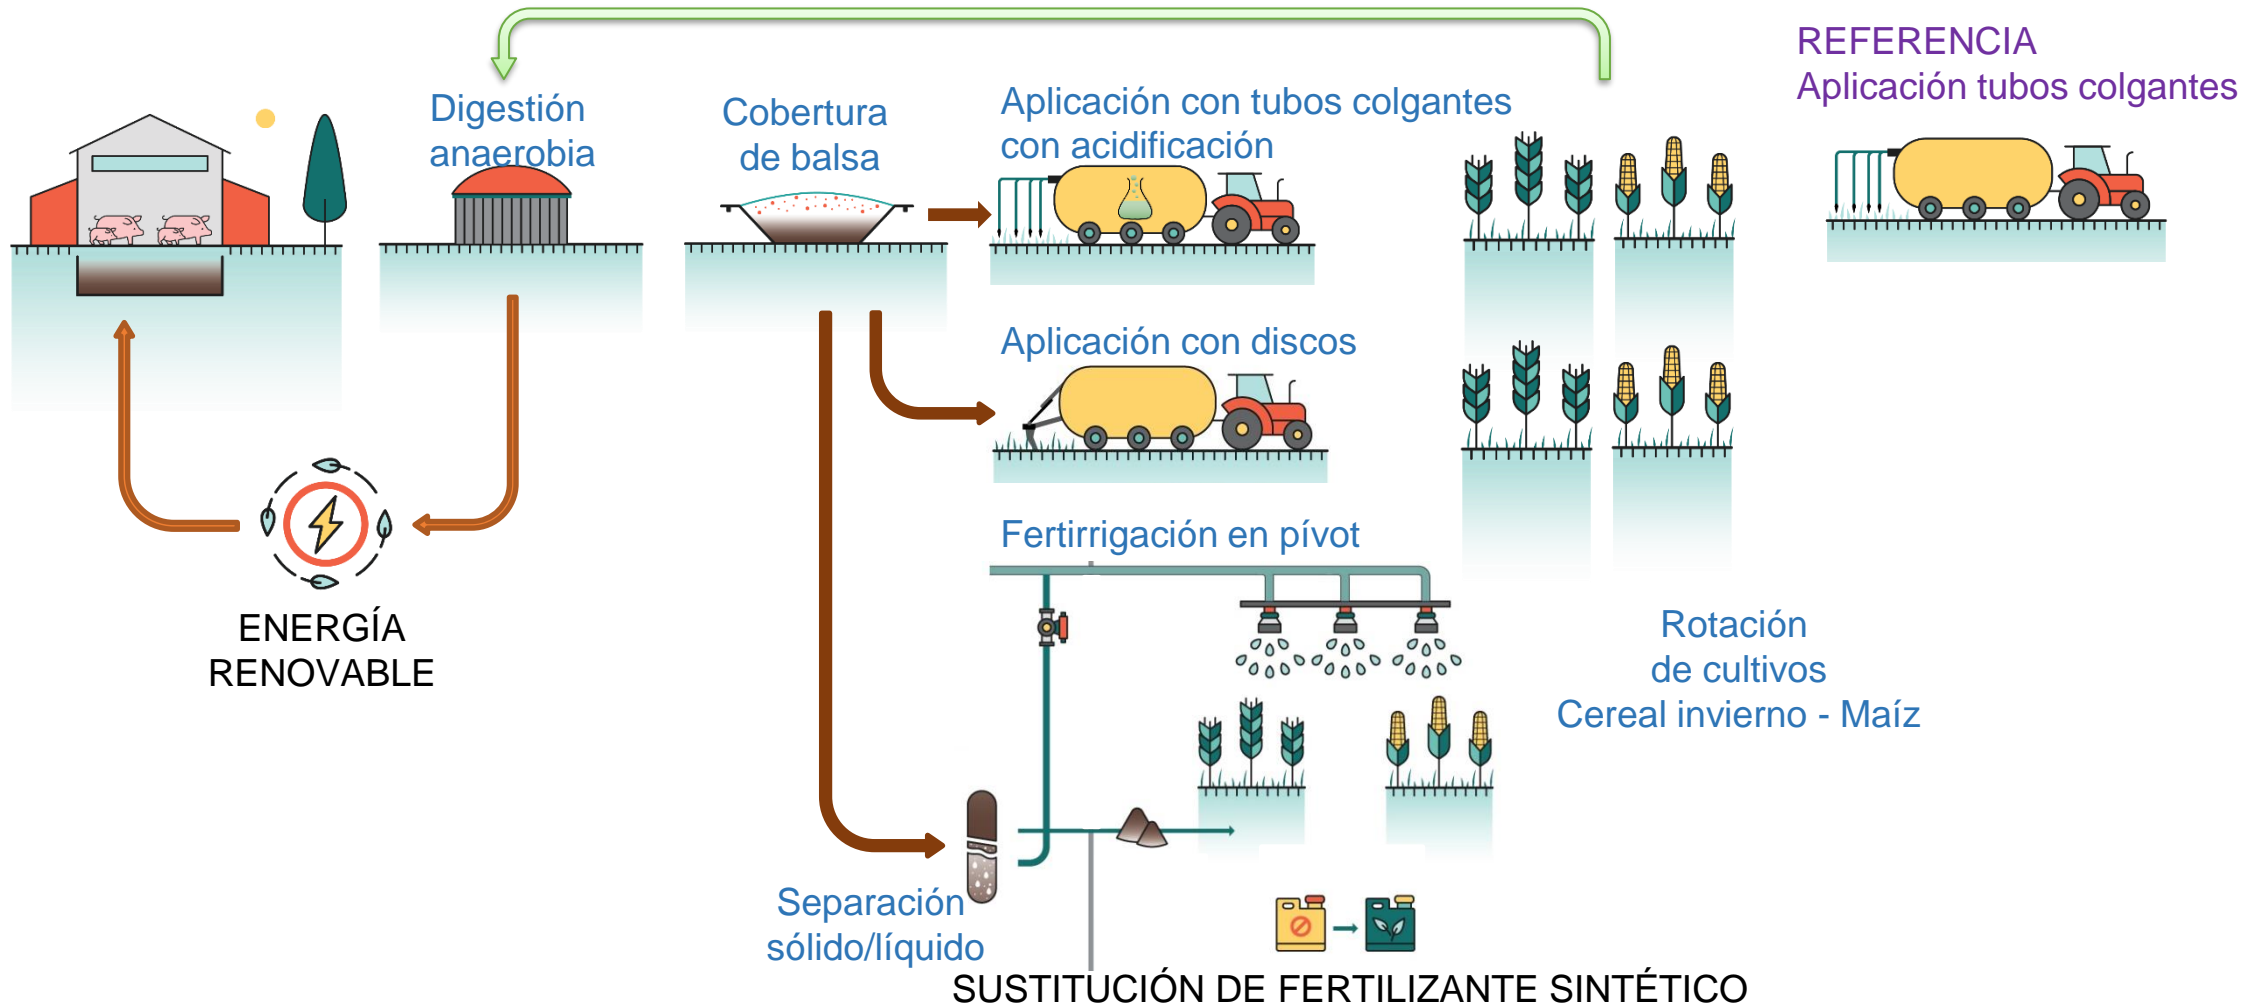 REFERENCIA
Aplicación tubos colgantes
Digestión
anaerobia
Cobertura
de balsa
Aplicación con tubos colgantes
con acidificación
Aplicación con discos
Fertirrigación en pívot
ENERGÍA
RENOVABLE
Rotación
de cultivos
Cereal invierno - Maíz
Separación
sólido/líquido
SUSTITUCIÓN DE FERTILIZANTE SINTÉTICO